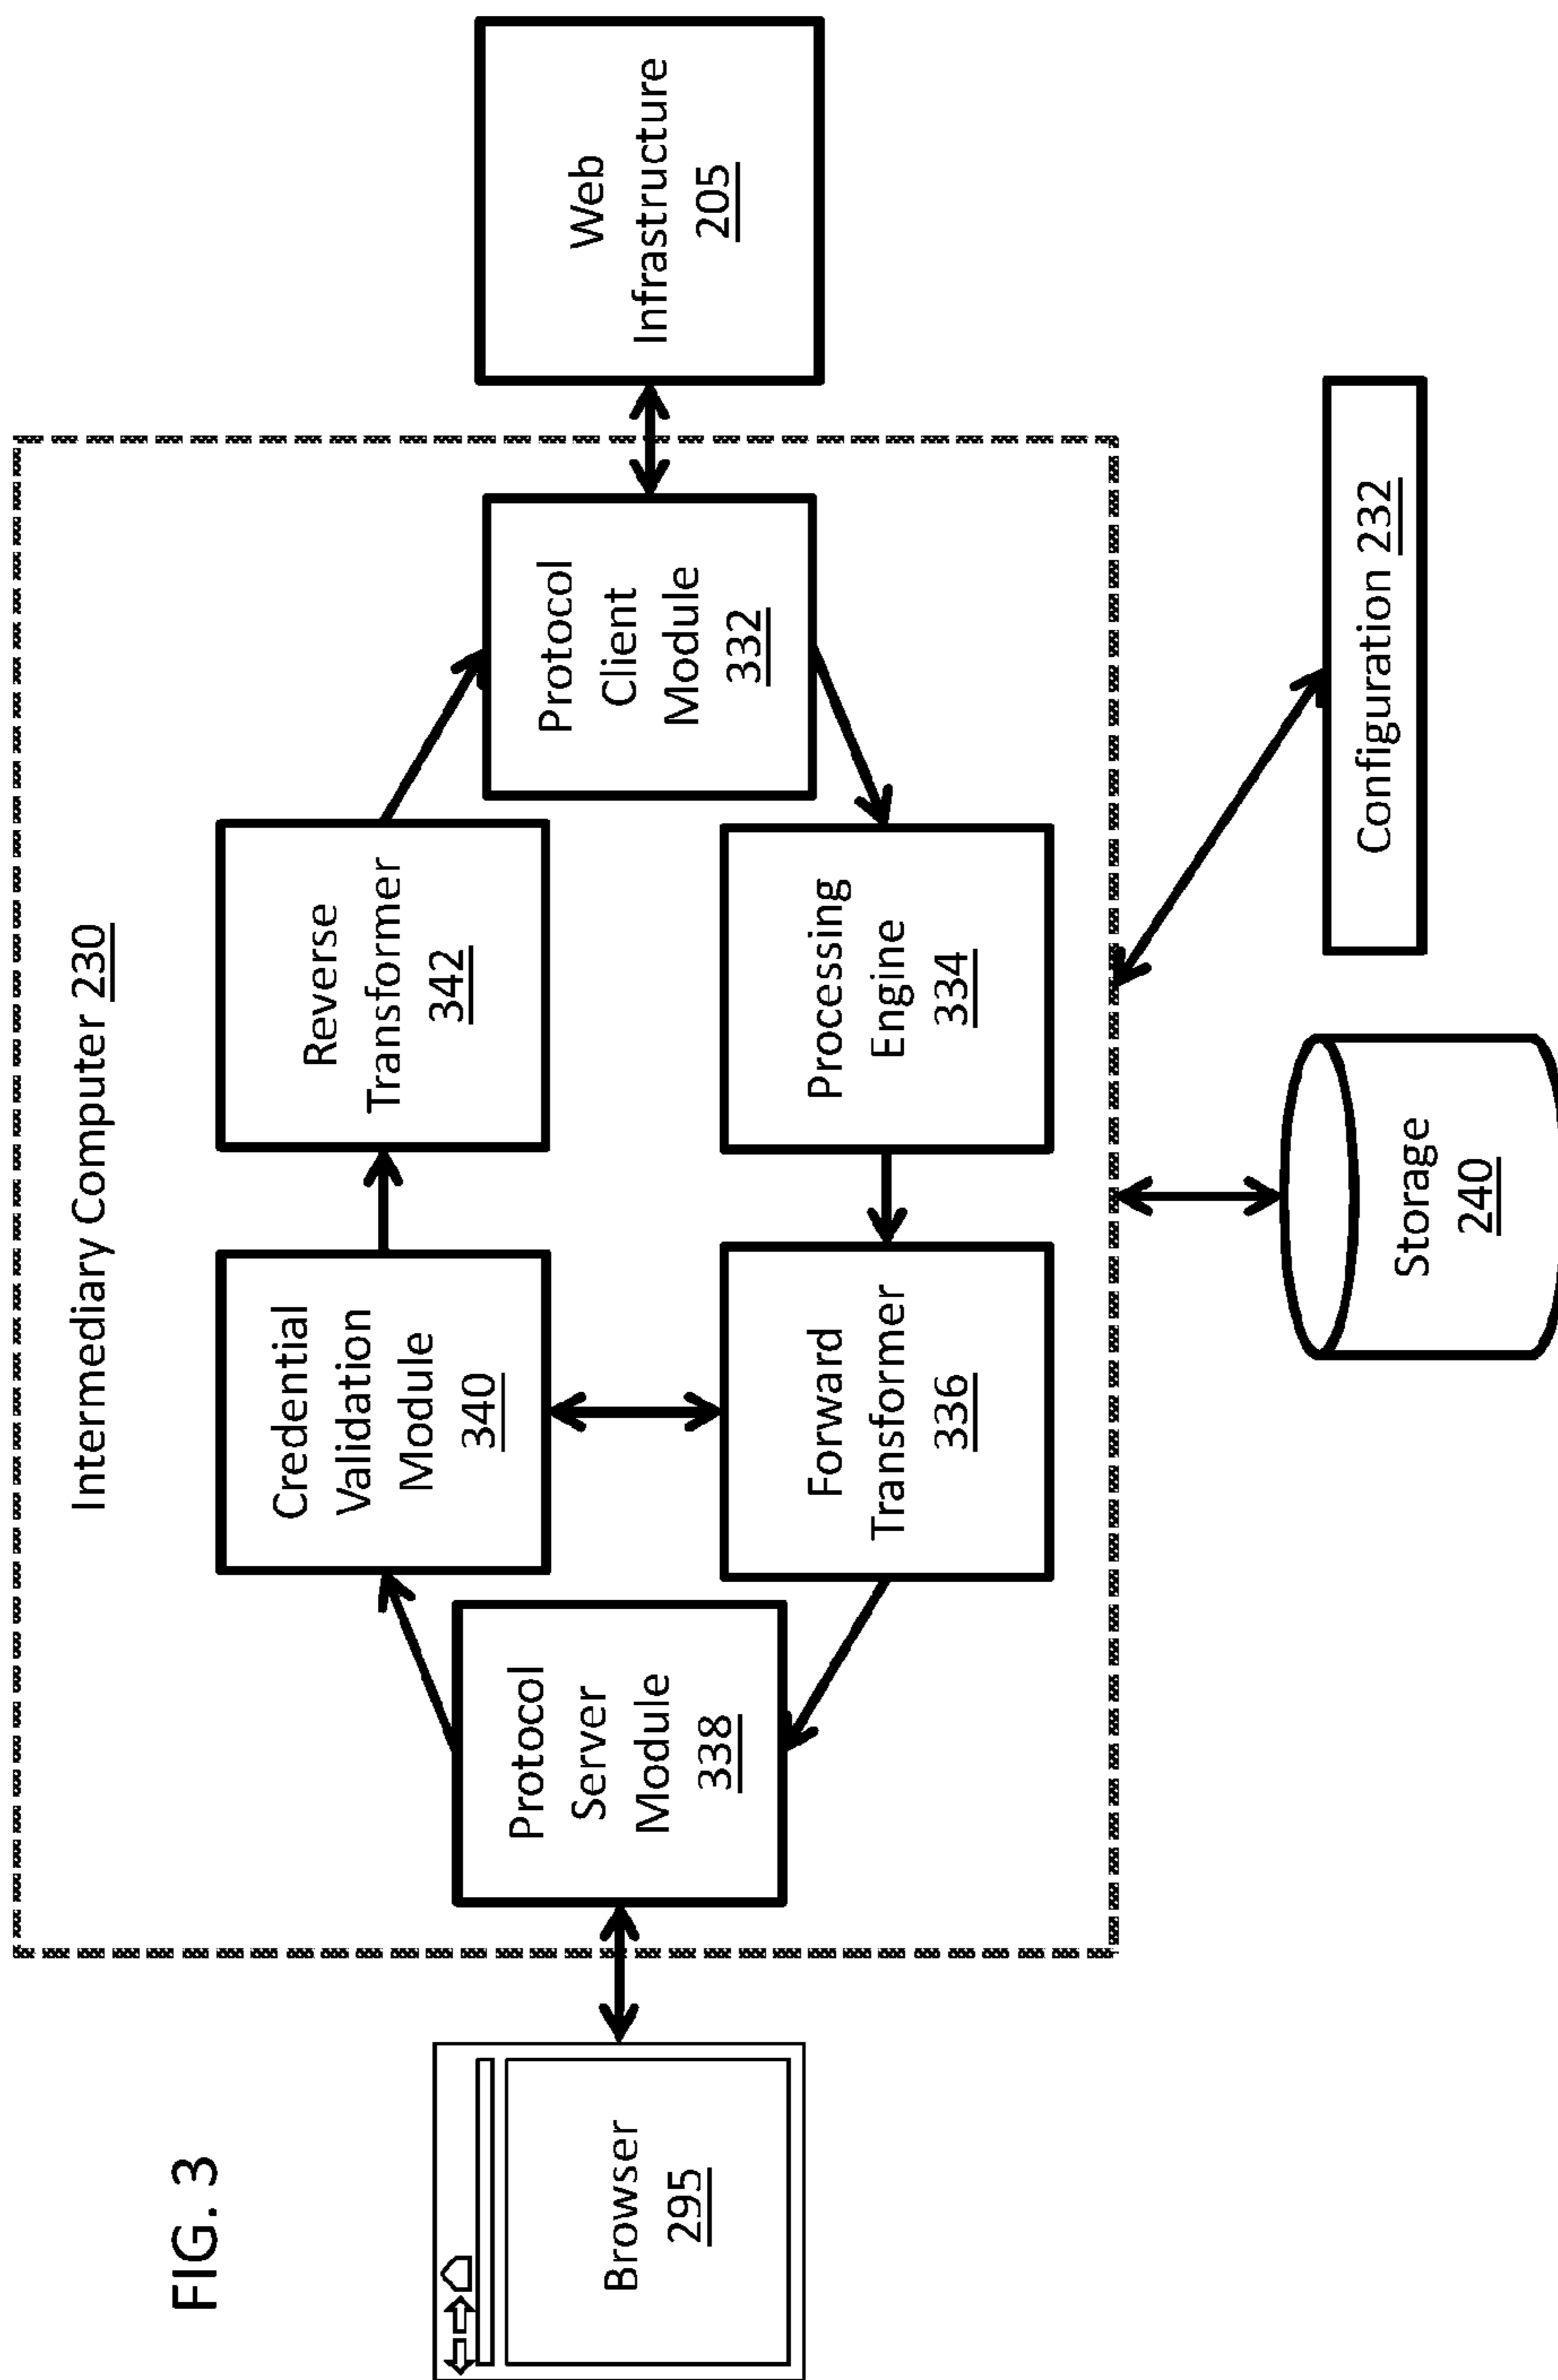 FIG. 3
Intermediary Computer 230
Browser
295
Protocol
Server
Module
338
Credential
Validation
Module
340
Reverse
Transformer
342
Protocol
Client
Module
332
Web
Infrastructure
205
Forward
Transformer
336
Processing
Engine
334
Storage
240
Configuration 232